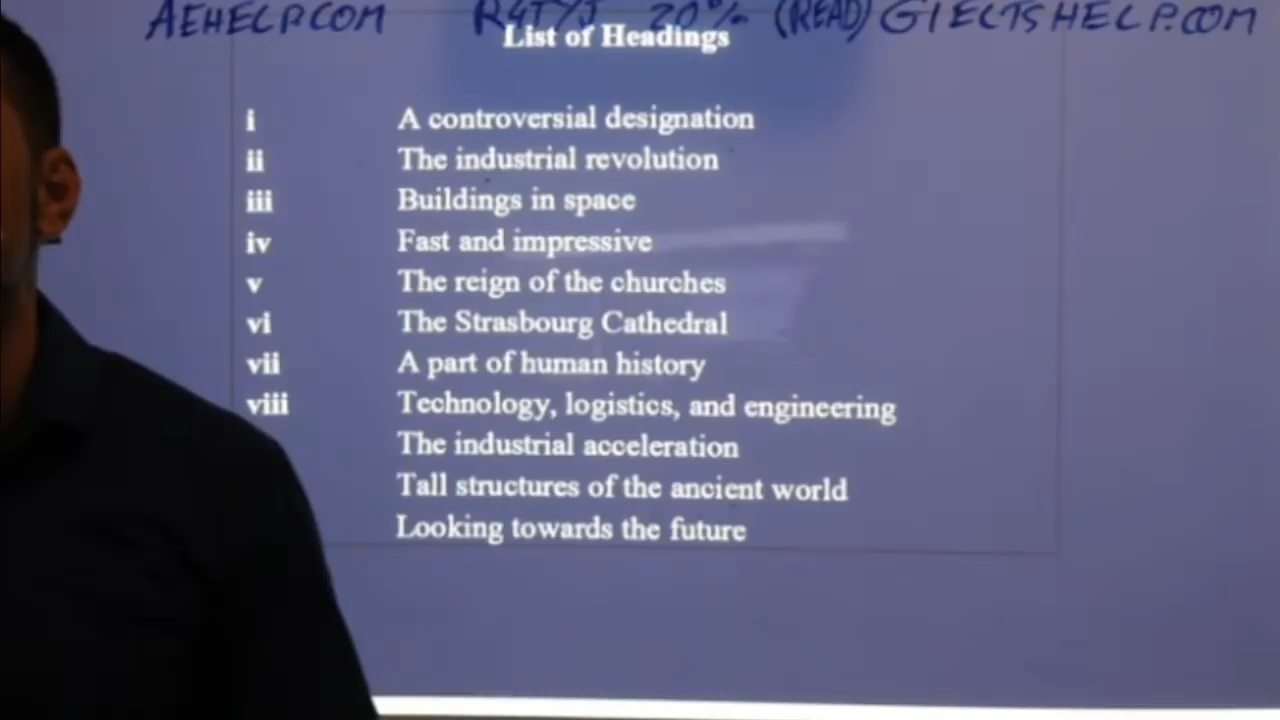 AEHELP.COM R4TYJ 20% (READ) GIELTSHELP.COM
List of Headings
i A controversial designation
ii The industrial revolution
iii Buildings in space
iv Fast and impressive
v The reign of the churches
vi The Strasbourg Cathedral
vii A part of human history
viii Technology, logistics, and engineering
The industrial acceleration
Tall structures of the ancient world
Looking towards the future